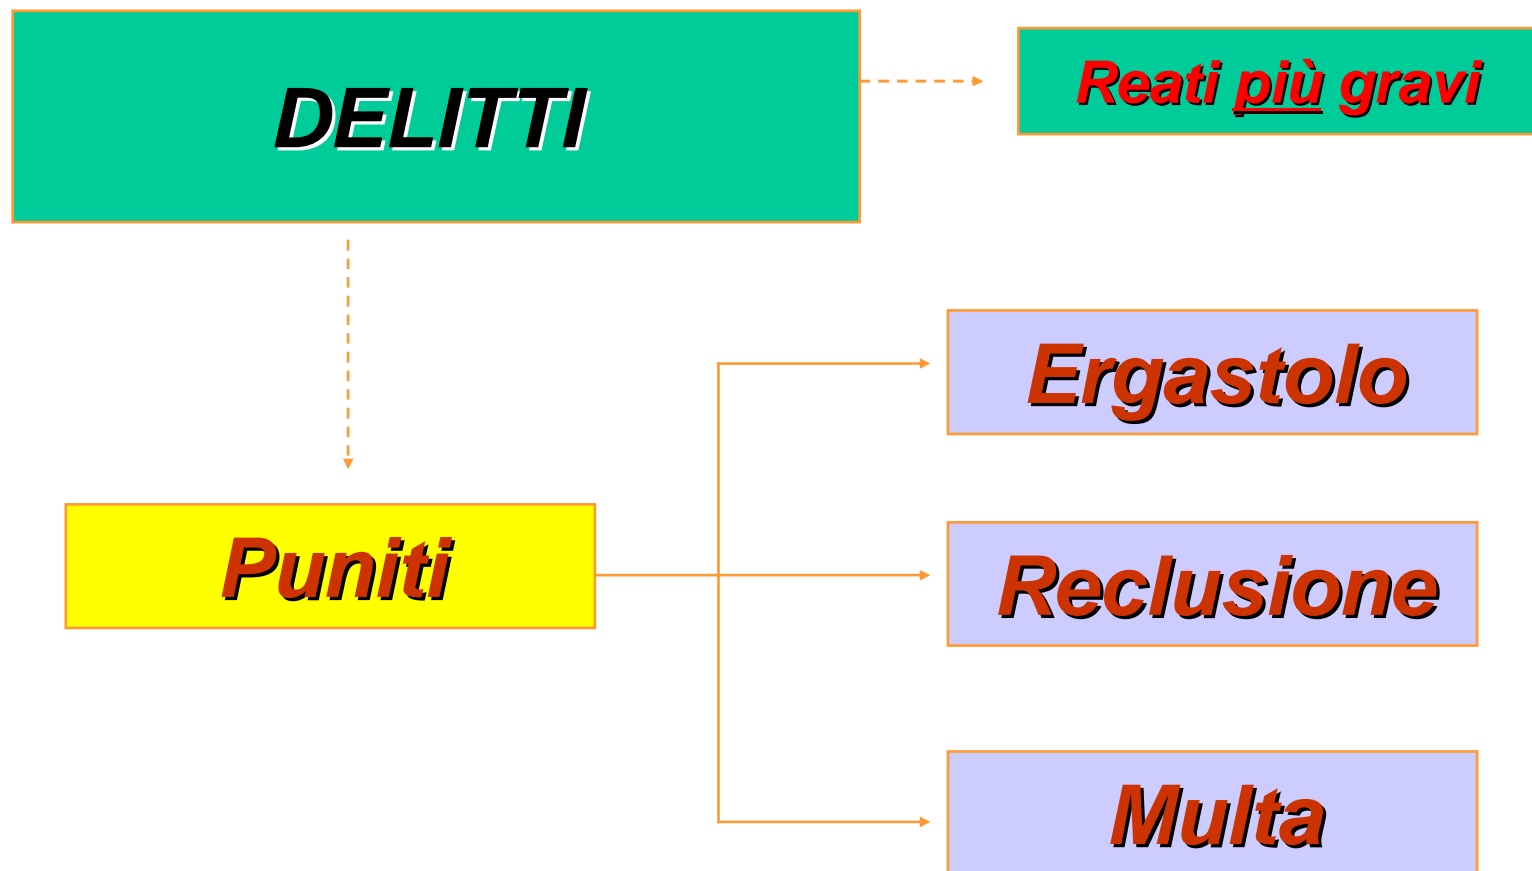 DELITTI
Reati più gravi
Ergastolo
Puniti
Reclusione
Multa